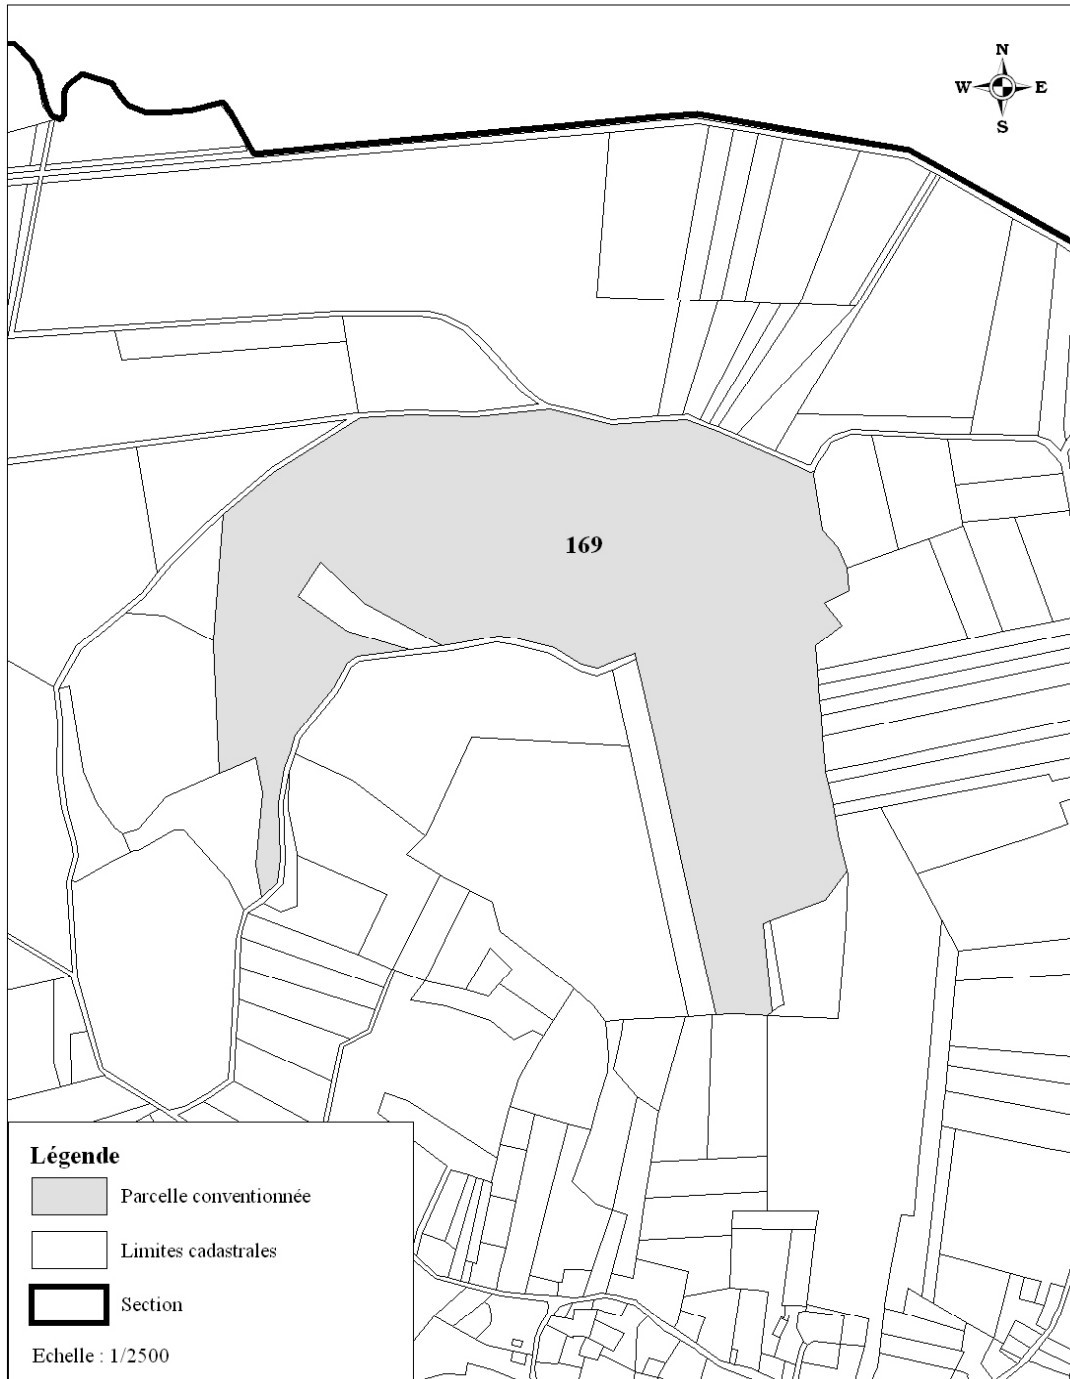 N
W E
S
169
Légende
Parcelle conventionnée
Limites cadastrales
Section
Echelle : 1/2500